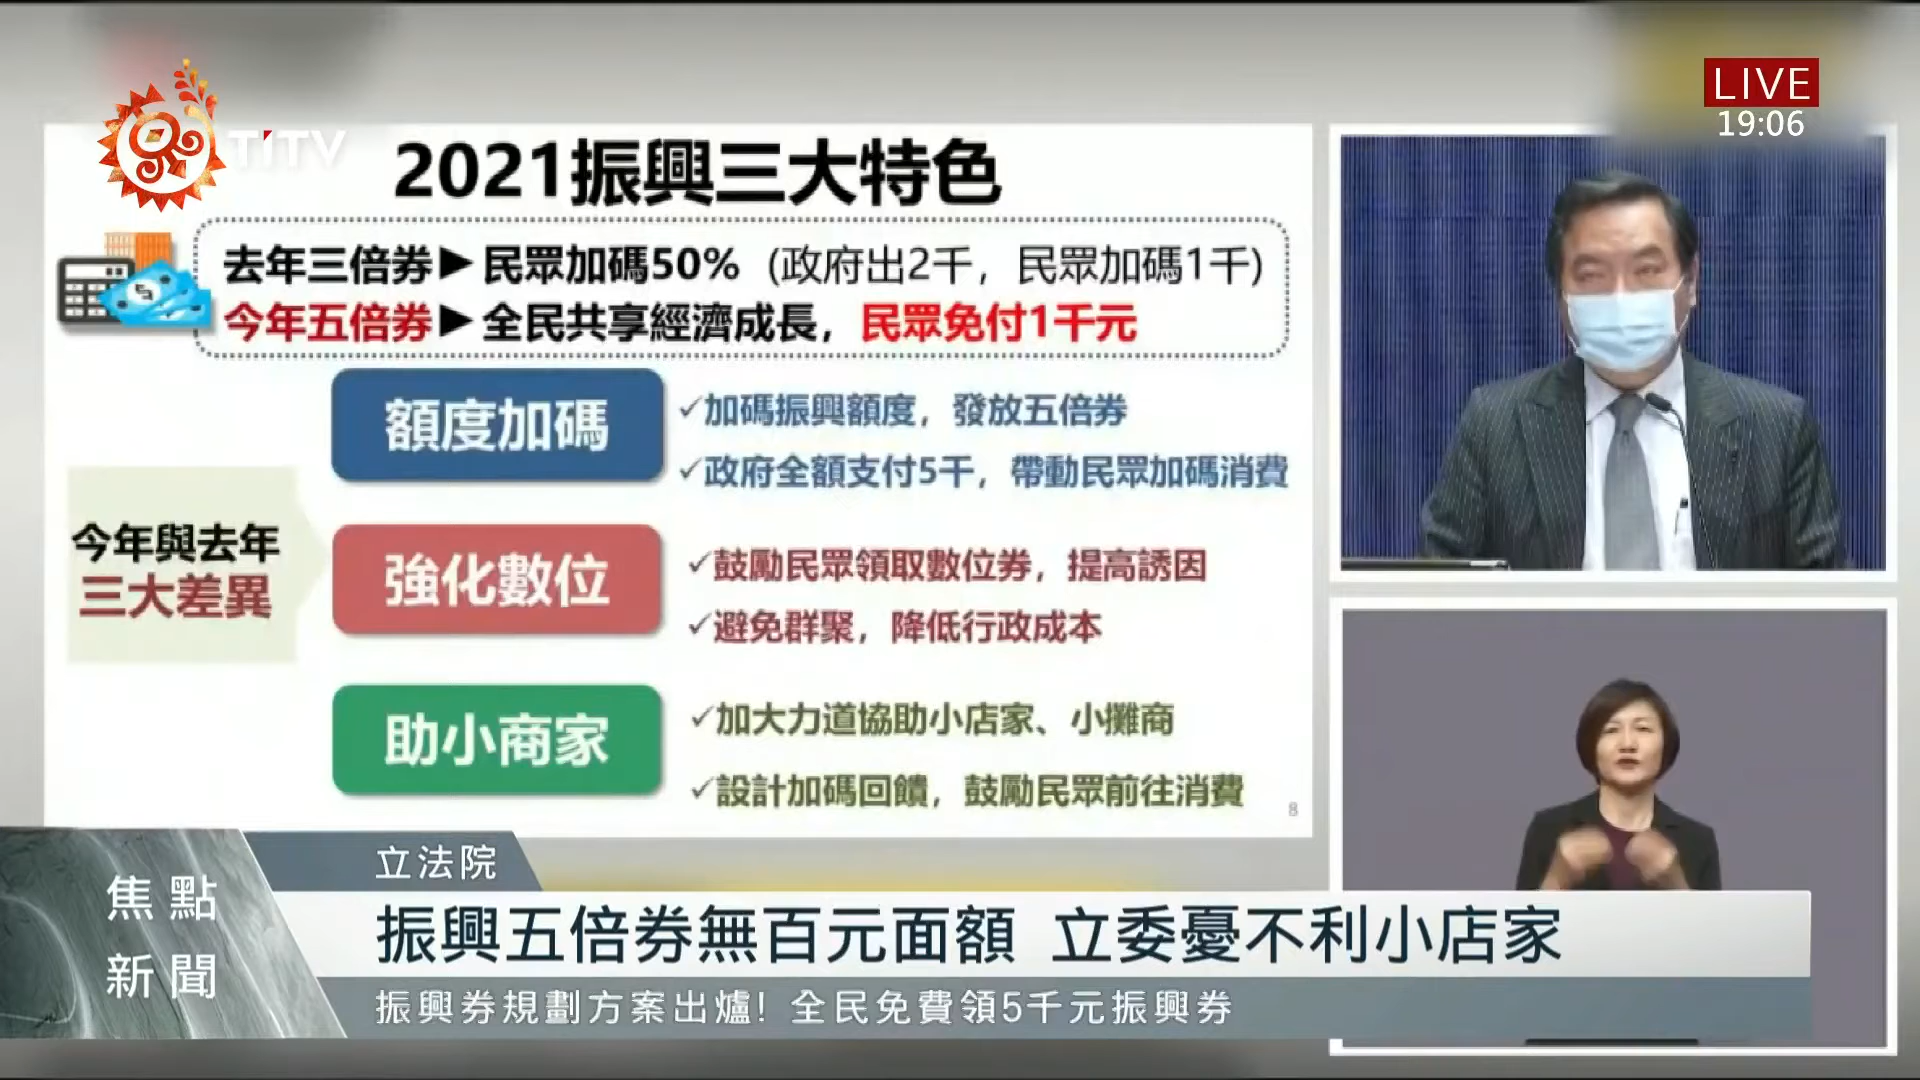 TiTV
LIVE
19:06
2021振興三大特色
去年三倍券▶民眾加碼50% (政府出2千，民眾加碼1千)
今年五倍券▶全民共享經濟成長，民眾免付1千元
今年與去年
三大差異
額度加碼
✓加碼振興額度，發放五倍券
✓政府全額支付5千，帶動民眾加碼消費
強化數位
✓鼓勵民眾領取數位券，提高誘因
✓避免群聚，降低行政成本
助小商家
✓加大力道協助小店家、小攤商
✓設計加碼回饋，鼓勵民眾前往消費
8
焦點
新聞
立法院
振興五倍券無百元面額 立委憂不利小店家
振興券規劃方案出爐! 全民免費領5千元振興券